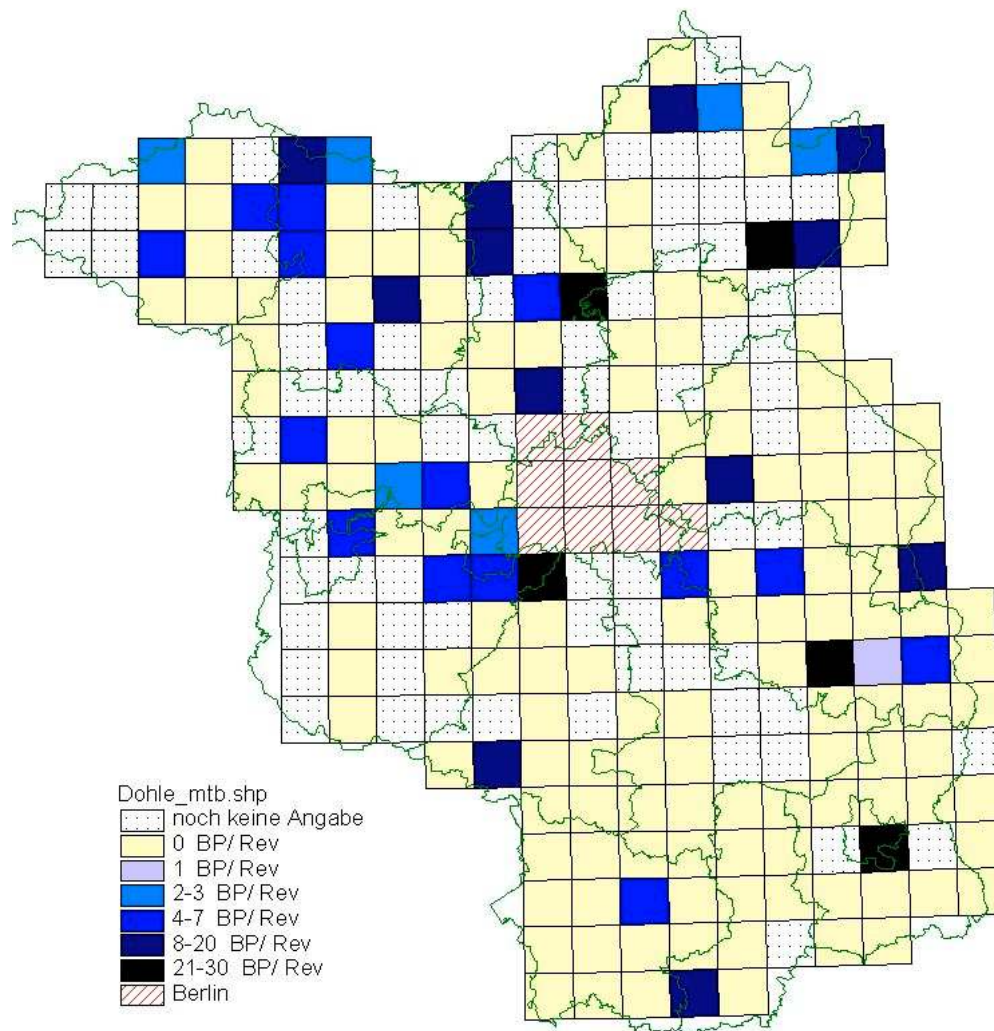 Dohle_mtb.shp
noch keine Angabe
0 BP/ Rev
1 BP/ Rev
2-3 BP/ Rev
4-7 BP/ Rev
8-20 BP/ Rev
21-30 BP/ Rev
Berlin